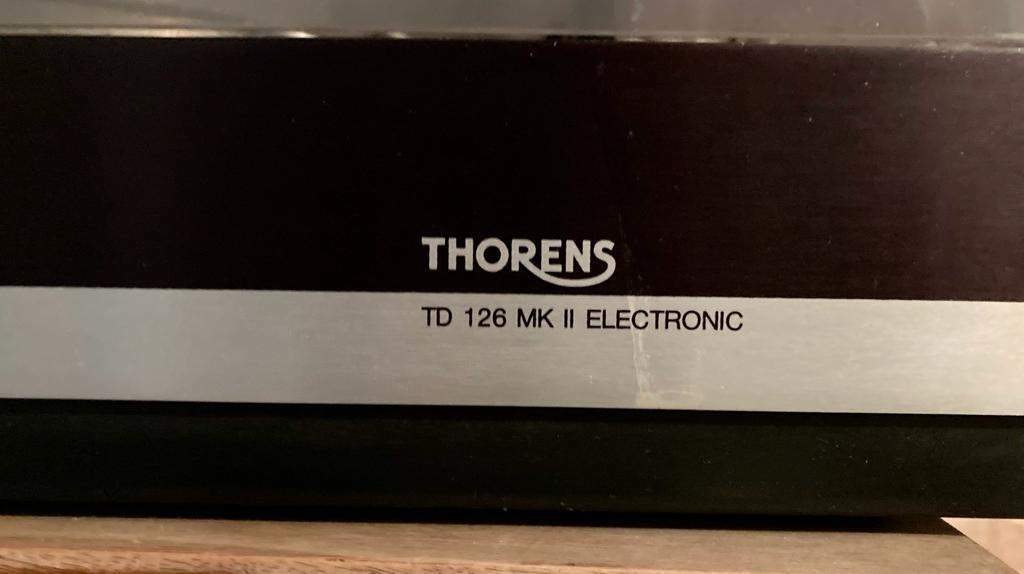 THORENS
TD 126 MK II ELECTRONIC